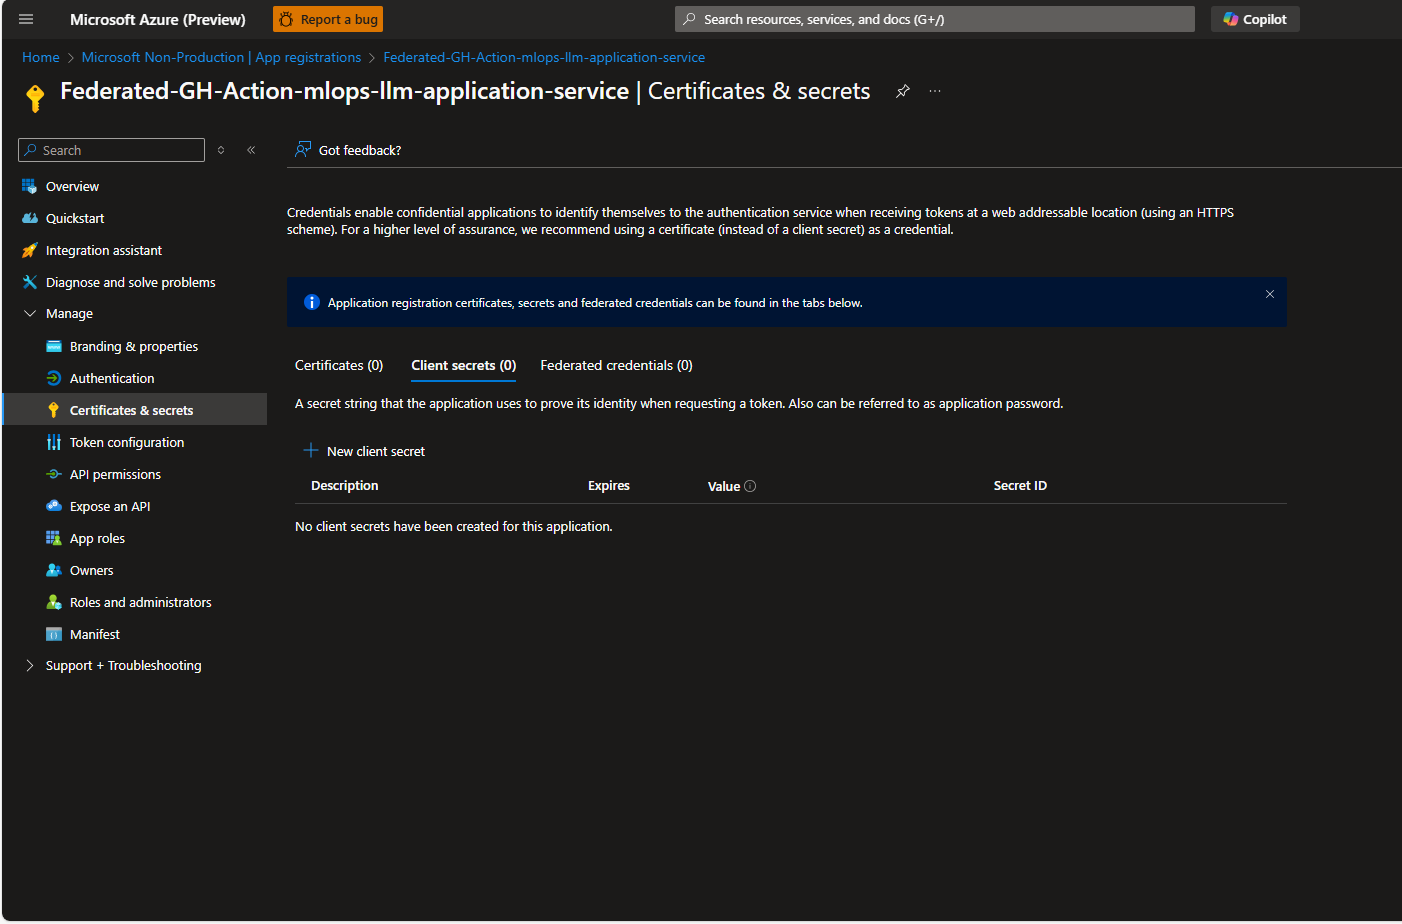 Microsoft Azure (Preview)
Report a bug
Search resources, services, and docs (G+/)
Copilot
Home > Microsoft Non-Production | App registrations > Federated-GH-Action-mlops-llm-application-service
Federated-GH-Action-mlops-llm-application-service | Certificates & secrets
Search
Overview
Quickstart
Integration assistant
Diagnose and solve problems
Manage
Branding & properties
Authentication
Certificates & secrets
Token configuration
API permissions
Expose an API
App roles
Owners
Roles and administrators
Manifest
Support + Troubleshooting
Got feedback?
Credentials enable confidential applications to identify themselves to the authentication service when receiving tokens at a web addressable location (using an HTTPS
scheme). For a higher level of assurance, we recommend using a certificate (instead of a client secret) as a credential.
Application registration certificates, secrets and federated credentials can be found in the tabs below.
Certificates (0) Client secrets (0) Federated credentials (0)
A secret string that the application uses to prove its identity when requesting a token. Also can be referred to as application password.
New client secret
Description Expires Value Secret ID
No client secrets have been created for this application.